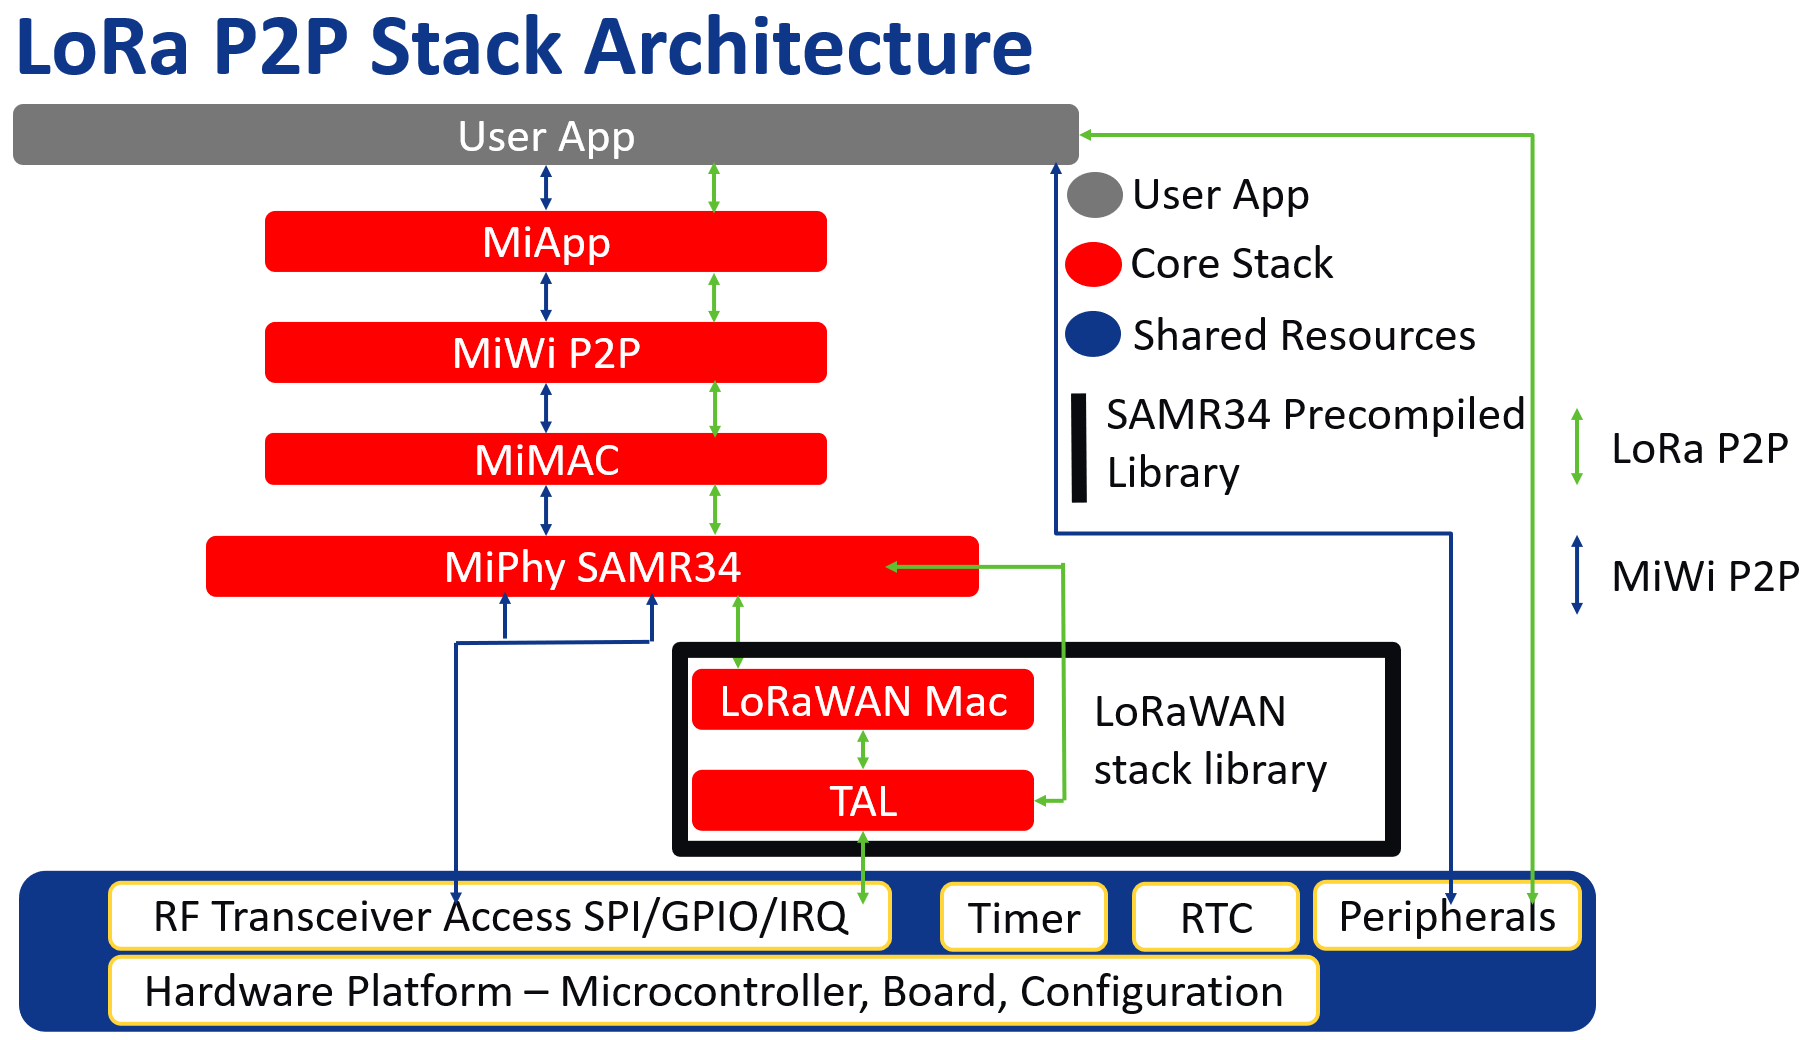 LoRa P2P Stack Architecture
User App
MiApp
MiWi P2P
MiMAC
MiPhy SAMR34
LoRaWAN Mac
TAL
LoRaWAN
stack library
User App
Core Stack
Shared Resources
SAMR34 Precompiled
Library
LoRa P2P
MiWi P2P
RF Transceiver Access SPI/GPIO/IRQ
Timer
RTC
Peripherals
Hardware Platform – Microcontroller, Board, Configuration